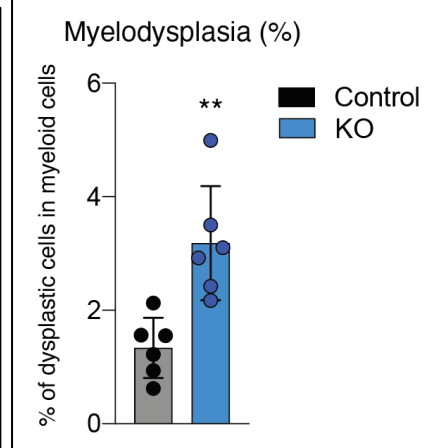 Myelodysplasia (%)
% of dysplastic cells in myeloid cells
6
4
2
0
**
Control
KO